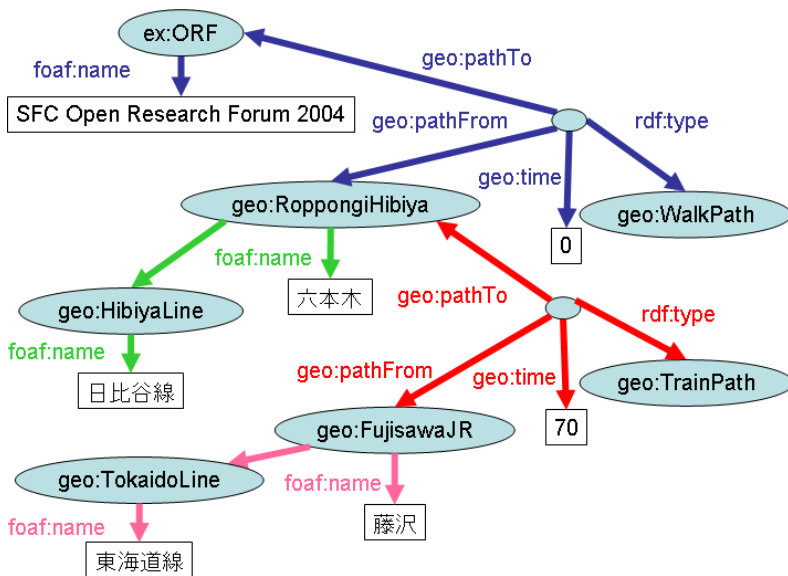 ex:ORF
geo:pathTo
foaf:name
SFC Open Research Forum 2004
geo:pathFrom
rdf:type
geo:time
geo:RoppongiHibiya
geo:WalkPath
foaf:name
0
六本木
geo:pathTo
geo:HibiyaLine
rdf:type
foaf:name
geo:pathFrom
geo:time
geo:TrainPath
日比谷線
geo:FujisawaJR
70
geo:TokaidoLine
foaf:name
foaf:name
藤沢
東海道線